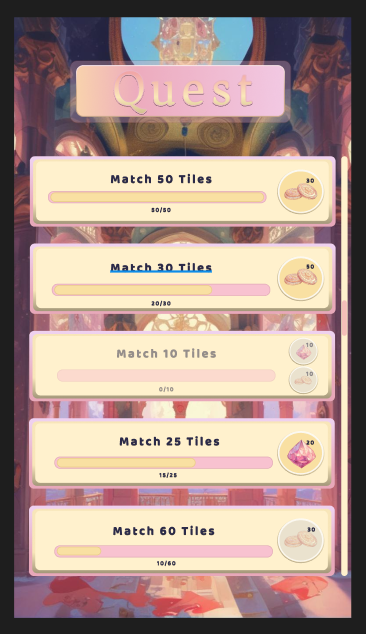 Quest
Match 50 Tiles
30
50/50
Match 30 Tiles
50
20/30
Match 10 Tiles
10
10
0/10
Match 25 Tiles
20
15/25
Match 60 Tiles
30
10/60